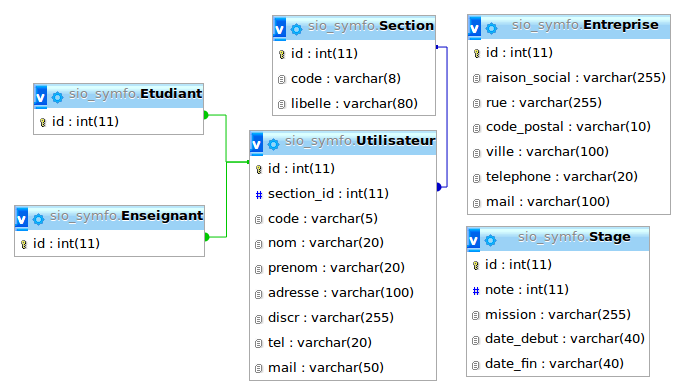 sio_symfo.Section
id : int(11)
code : varchar(8)
libelle : varchar(80)
sio_symfo.Entreprise
id : int(11)
raison_social : varchar(255)
rue : varchar(255)
code_postal : varchar(10)
ville : varchar(100)
telephone : varchar(20)
mail : varchar(100)
sio_symfo.Etudiant
id : int(11)
sio_symfo.Utilisateur
id : int(11)
# section_id : int(11)
code : varchar(5)
nom : varchar(20)
prenom : varchar(20)
adresse : varchar(100)
discr : varchar(255)
tel : varchar(20)
mail : varchar(50)
sio_symfo.Enseignant
id : int(11)
sio_symfo.Stage
id : int(11)
# note : int(11)
mission : varchar(255)
date_debut : varchar(40)
date_fin : varchar(40)